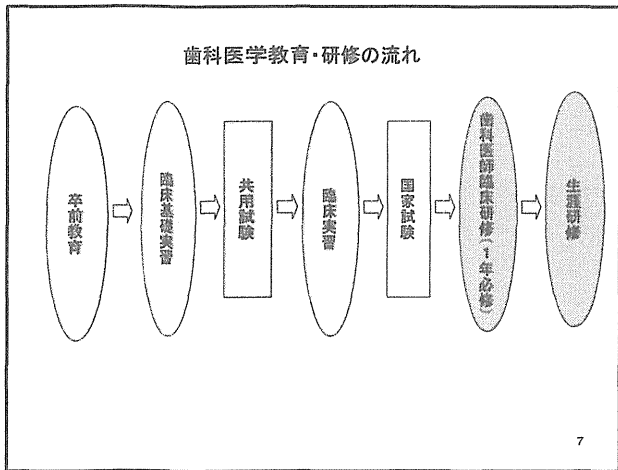 歯科医学教育・研修の流れ
卒前教育
臨床基礎実習
共用試験
臨床実習
国家試験
歯科医師臨床研修(1年必修)
生涯研修
7